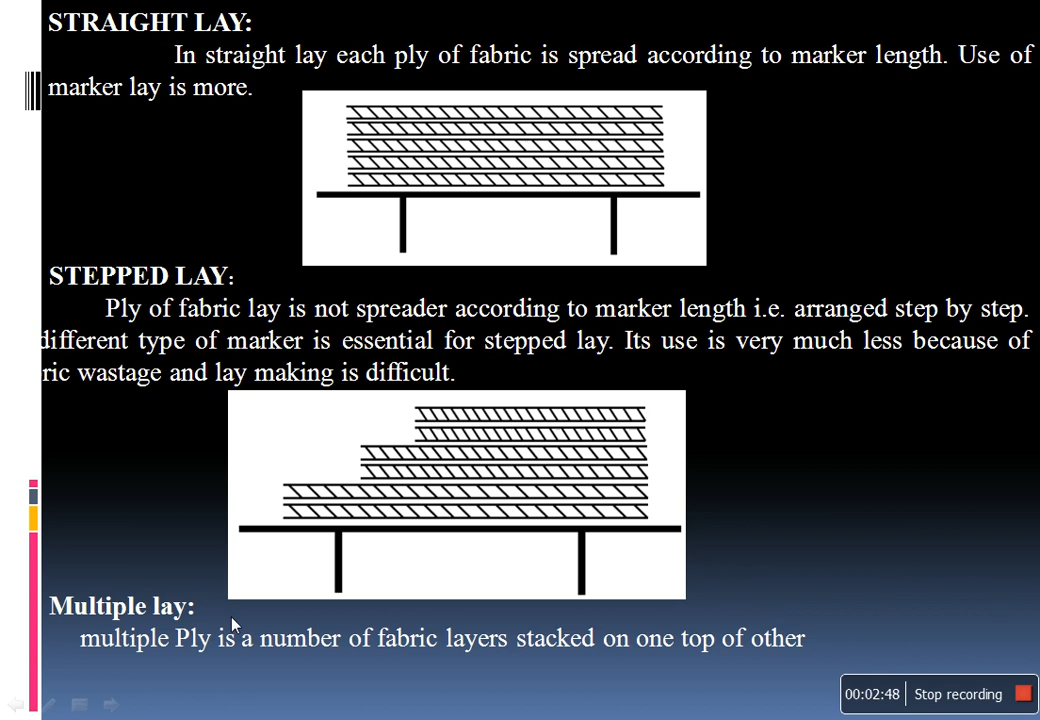 STRAIGHT LAY:
In straight lay each ply of fabric is spread according to marker length. Use of
marker lay is more.
STEPPED LAY:
Ply of fabric lay is not spreader according to marker length i.e. arranged step by step.
different type of marker is essential for stepped lay. Its use is very much less because of
ric wastage and lay making is difficult.
Multiple lay:
multiple Ply is a number of fabric layers stacked on one top of other
00:02:48 Stop recording